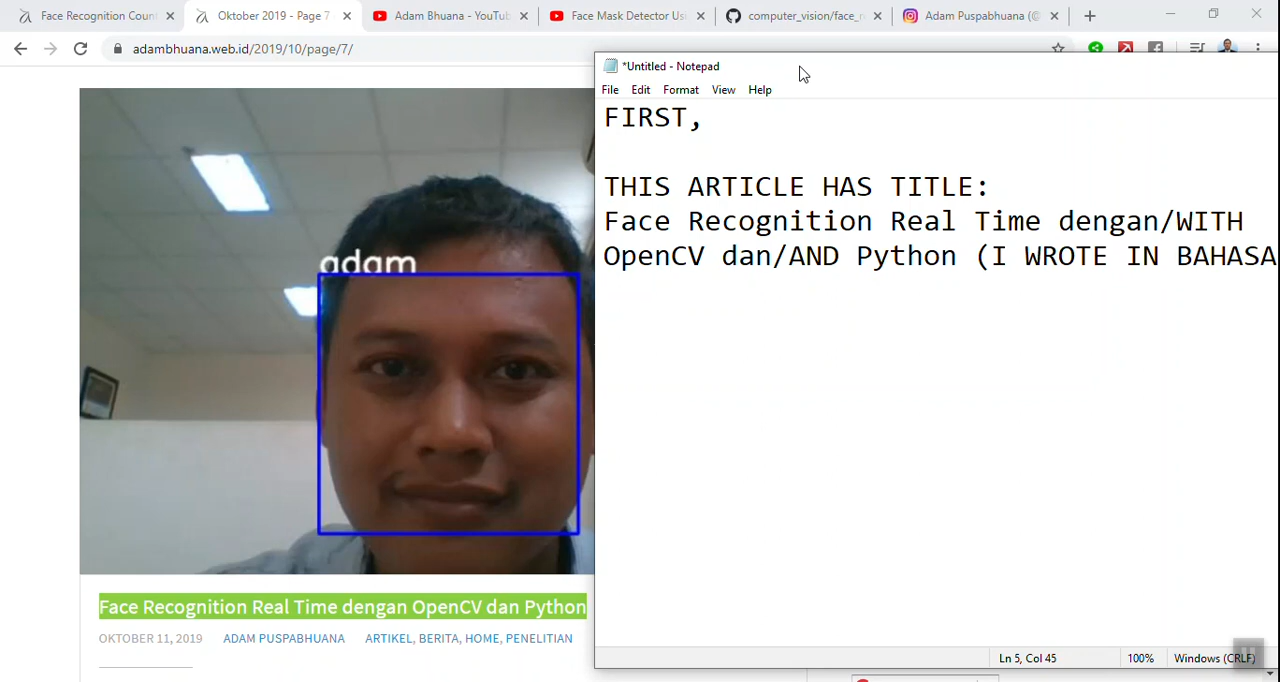 Face Recognition Coun
Oktober 2019 - Page 7
Adam Bhuana - YouTu
Face Mask Detector Us
computer_vision/face_r
Adam Puspabhuana (@
adambhuana.web.id/2019/10/page/7/
*Untitled - Notepad
File Edit Format View Help
FIRST,
THIS ARTICLE HAS TITLE:
Face Recognition Real Time dengan/WITH
OpenCV dan/AND Python (I WROTE IN BAHASA
adam
Face Recognition Real Time dengan OpenCV dan Python
OKTOBER 11, 2019 ADAM PUSPABHUANA ARTIKEL, BERITA, HOME, PENELITIAN
Ln 5, Col 45 100% Windows (CRLF)